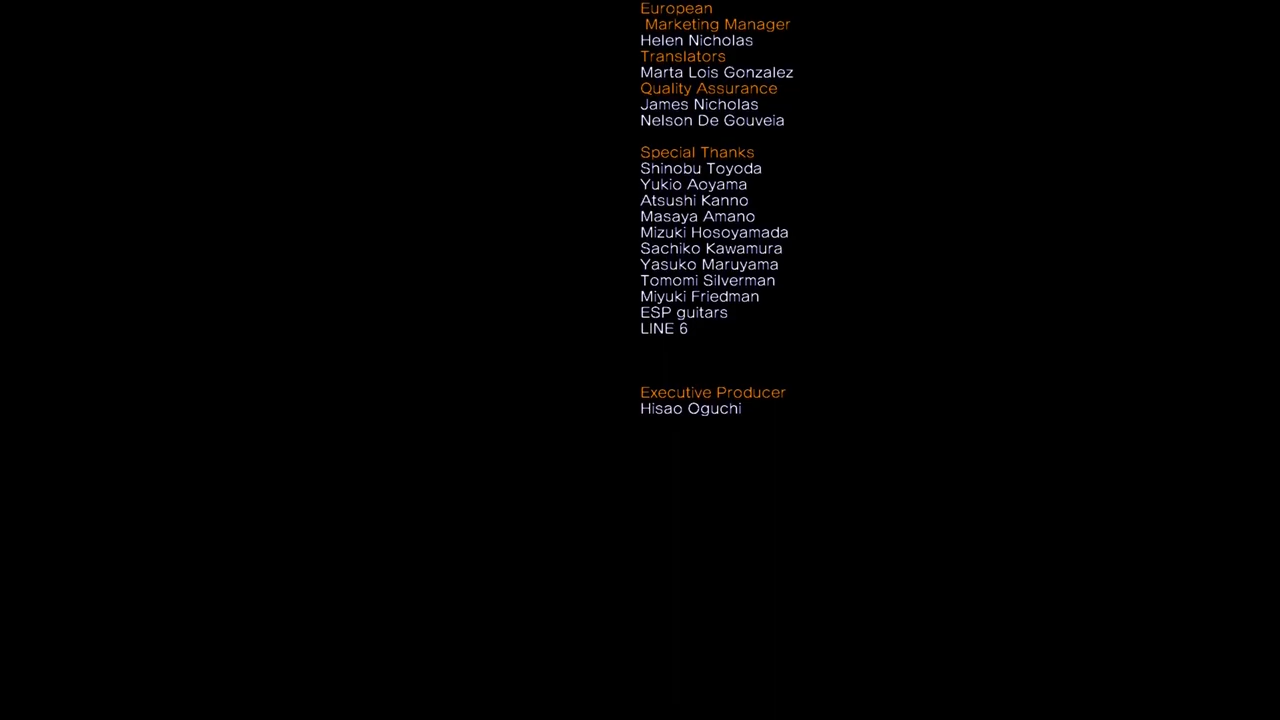 European
Marketing Manager
Helen Nicholas
Translators
Marta Lois Gonzalez
Quality Assurance
James Nicholas
Nelson De Gouveia
Special Thanks
Shinobu Toyoda
Yukio Aoyama
Atsushi Kanno
Masaya Amano
Mizuki Hosoyamada
Sachiko Kawamura
Yasuko Maruyama
Tomomi Silverman
Miyuki Friedman
ESP guitars
LINE 6
Executive Producer
Hisao Oguchi